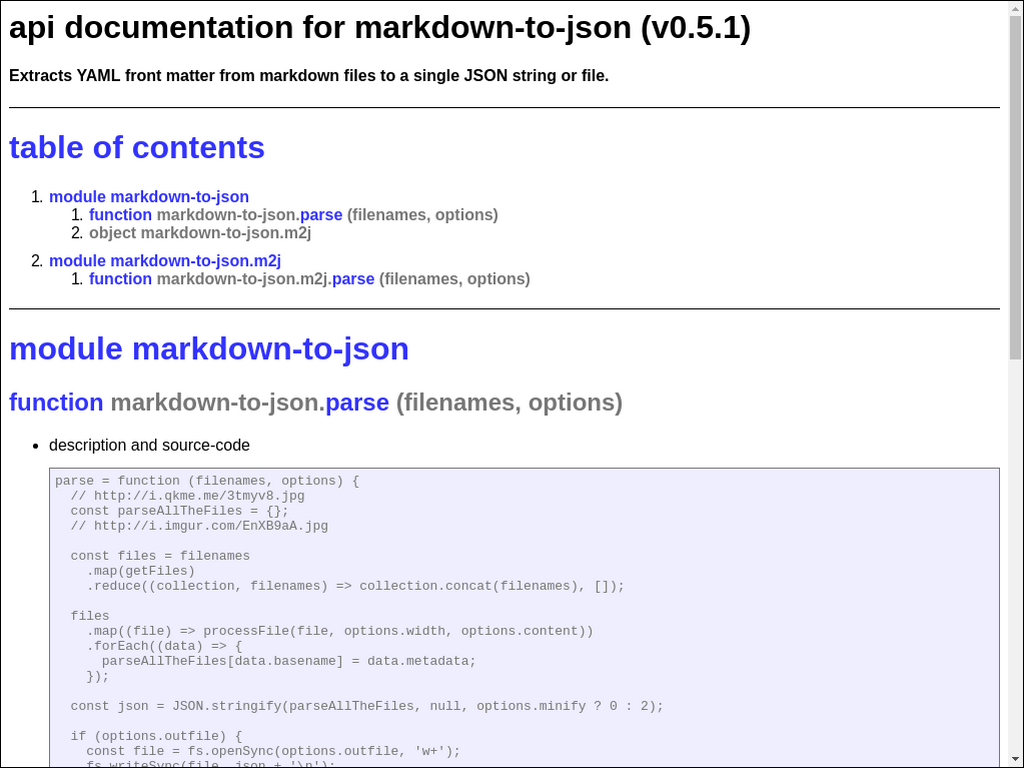 api documentation for markdown-to-json (v0.5.1)
Extracts YAML front matter from markdown files to a single JSON string or file.
table of contents
1. module markdown-to-json
1. function markdown-to-json.parse (filenames, options)
2. object markdown-to-json.m2j
2. module markdown-to-json.m2j
1. function markdown-to-json.m2j.parse (filenames, options)
module markdown-to-json
function markdown-to-json.parse (filenames, options)
• description and source-code
parse = function (filenames, options) {
  // http://i.qkme.me/3tmyv8.jpg
  const parseAllTheFiles = {};
  // http://i.imgur.com/EnXB9aA.jpg

  const files = filenames
    .map(getFiles)
    .reduce((collection, filenames) => collection.concat(filenames), []);

  files
    .map((file) => processFile(file, options.width, options.content))
    .forEach((data) => {
      parseAllTheFiles[data.basename] = data.metadata;
    });

  const json = JSON.stringify(parseAllTheFiles, null, options.minify ? 0 : 2);

  if (options.outfile) {
    const file = fs.openSync(options.outfile, 'w+');
    fs.writeSync(file, json + '\n');